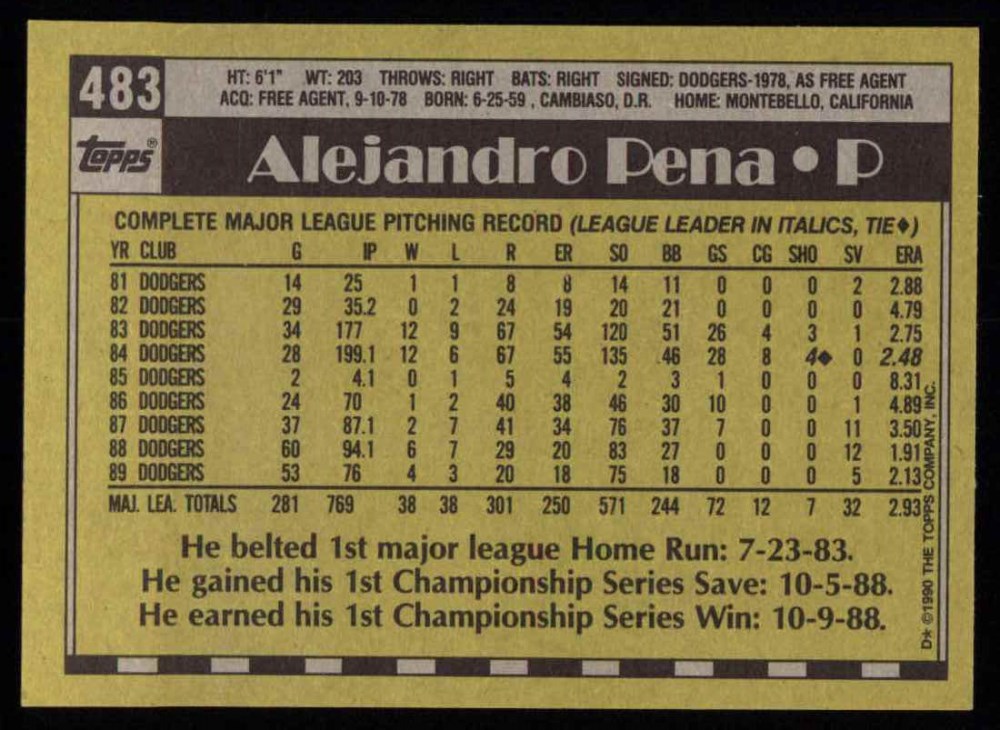 483
HT: 6'1" WT: 203 THROWS: RIGHT BATS: RIGHT SIGNED: DODGERS-1978, AS FREE AGENT
ACQ: FREE AGENT, 9-10-78 BORN: 6-25-59 , CAMBIASO, D.R. HOME: MONTEBELLO, CALIFORNIA
Topps®
Alejandro Pena • P
COMPLETE MAJOR LEAGUE PITCHING RECORD (LEAGUE LEADER IN ITALICS, TIE♦)
YR CLUB G IP W L R ER SO BB GS CG SHO SV ERA
81 DODGERS 14 25 1 1 8 8 14 11 0 0 0 2 2.88
82 DODGERS 29 35.2 0 2 24 19 20 21 0 0 0 0 4.79
83 DODGERS 34 177 12 9 67 54 120 51 26 4 3 1 2.75
84 DODGERS 28 199.1 12 6 67 55 135 46 28 8 4♦ 0 2.48
85 DODGERS 2 4.1 0 1 5 4 2 3 1 0 0 0 8.31
86 DODGERS 24 70 1 2 40 38 46 30 10 0 0 1 4.89
87 DODGERS 37 87.1 2 7 41 34 76 37 7 0 0 11 3.50
88 DODGERS 60 94.1 6 7 29 20 83 27 0 0 0 12 1.91
89 DODGERS 53 76 4 3 20 18 75 18 0 0 0 5 2.13
MAJ. LEA. TOTALS 281 769 38 38 301 250 571 244 72 12 7 32 2.93
He belted 1st major league Home Run: 7-23-83.
He gained his 1st Championship Series Save: 10-5-88.
He earned his 1st Championship Series Win: 10-9-88.
D* ©1990 THE TOPPS COMPANY, INC.